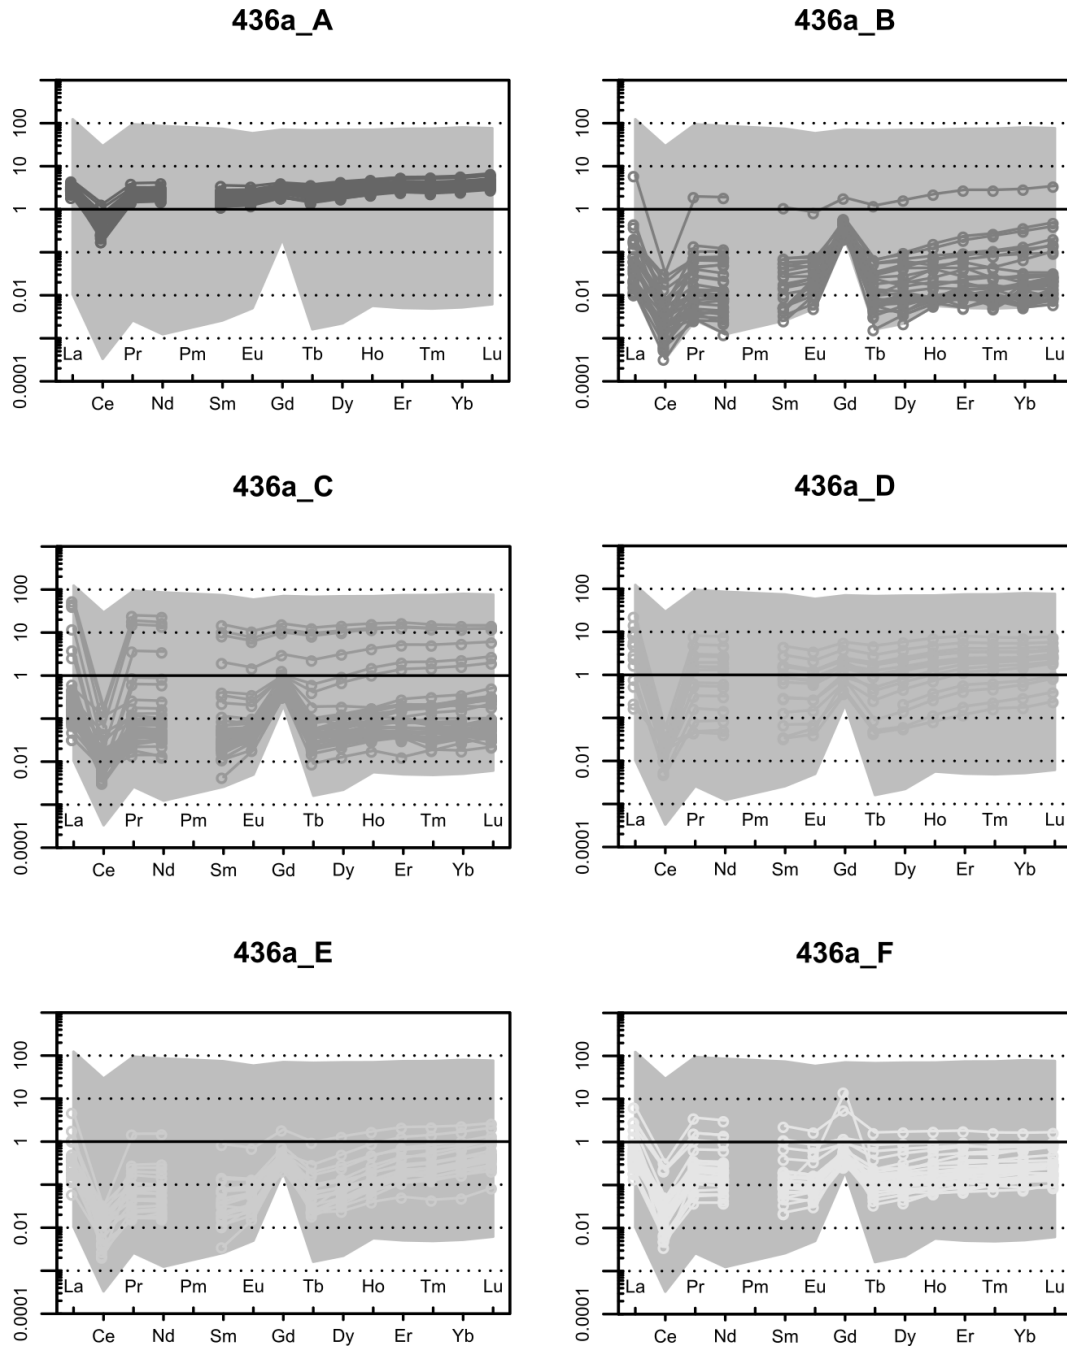 436a_A
100
10
1
0.01
0.0001
La Pr Pm Eu Tb Ho Tm Lu
Ce Nd Sm Gd Dy Er Yb
436a_B
100
10
1
0.01
0.0001
La Pr Pm Eu Tb Ho Tm Lu
Ce Nd Sm Gd Dy Er Yb
436a_C
100
10
1
0.01
0.0001
La Pr Pm Eu Tb Ho Tm Lu
Ce Nd Sm Gd Dy Er Yb
436a_D
100
10
1
0.01
0.0001
La Pr Pm Eu Tb Ho Tm Lu
Ce Nd Sm Gd Dy Er Yb
436a_E
100
10
1
0.01
0.0001
La Pr Pm Eu Tb Ho Tm Lu
Ce Nd Sm Gd Dy Er Yb
436a_F
100
10
1
0.01
0.0001
La Pr Pm Eu Tb Ho Tm Lu
Ce Nd Sm Gd Dy Er Yb